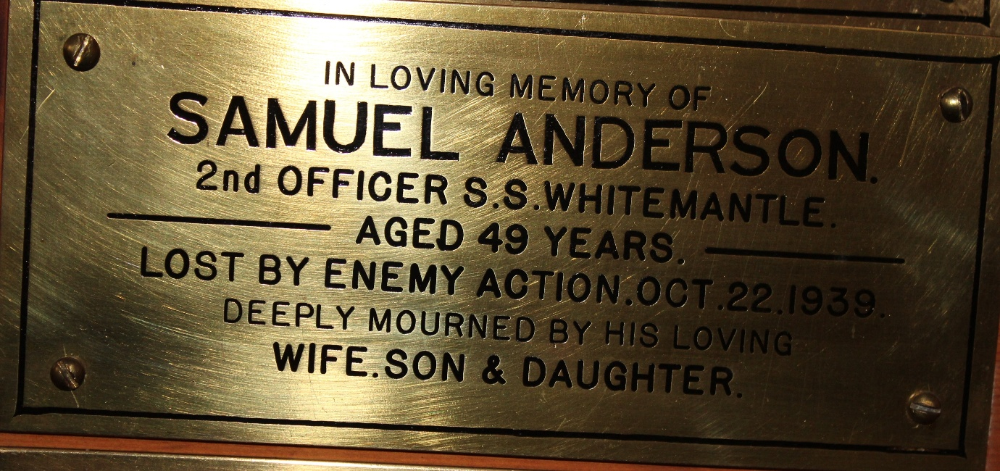 IN LOVING MEMORY OF
SAMUEL ANDERSON.
2nd OFFICER S.S.WHITEMANTLE.
AGED 49 YEARS.
LOST BY ENEMY ACTION.OCT.22.1939.
DEEPLY MOURNED BY HIS LOVING
WIFE.SON & DAUGHTER.